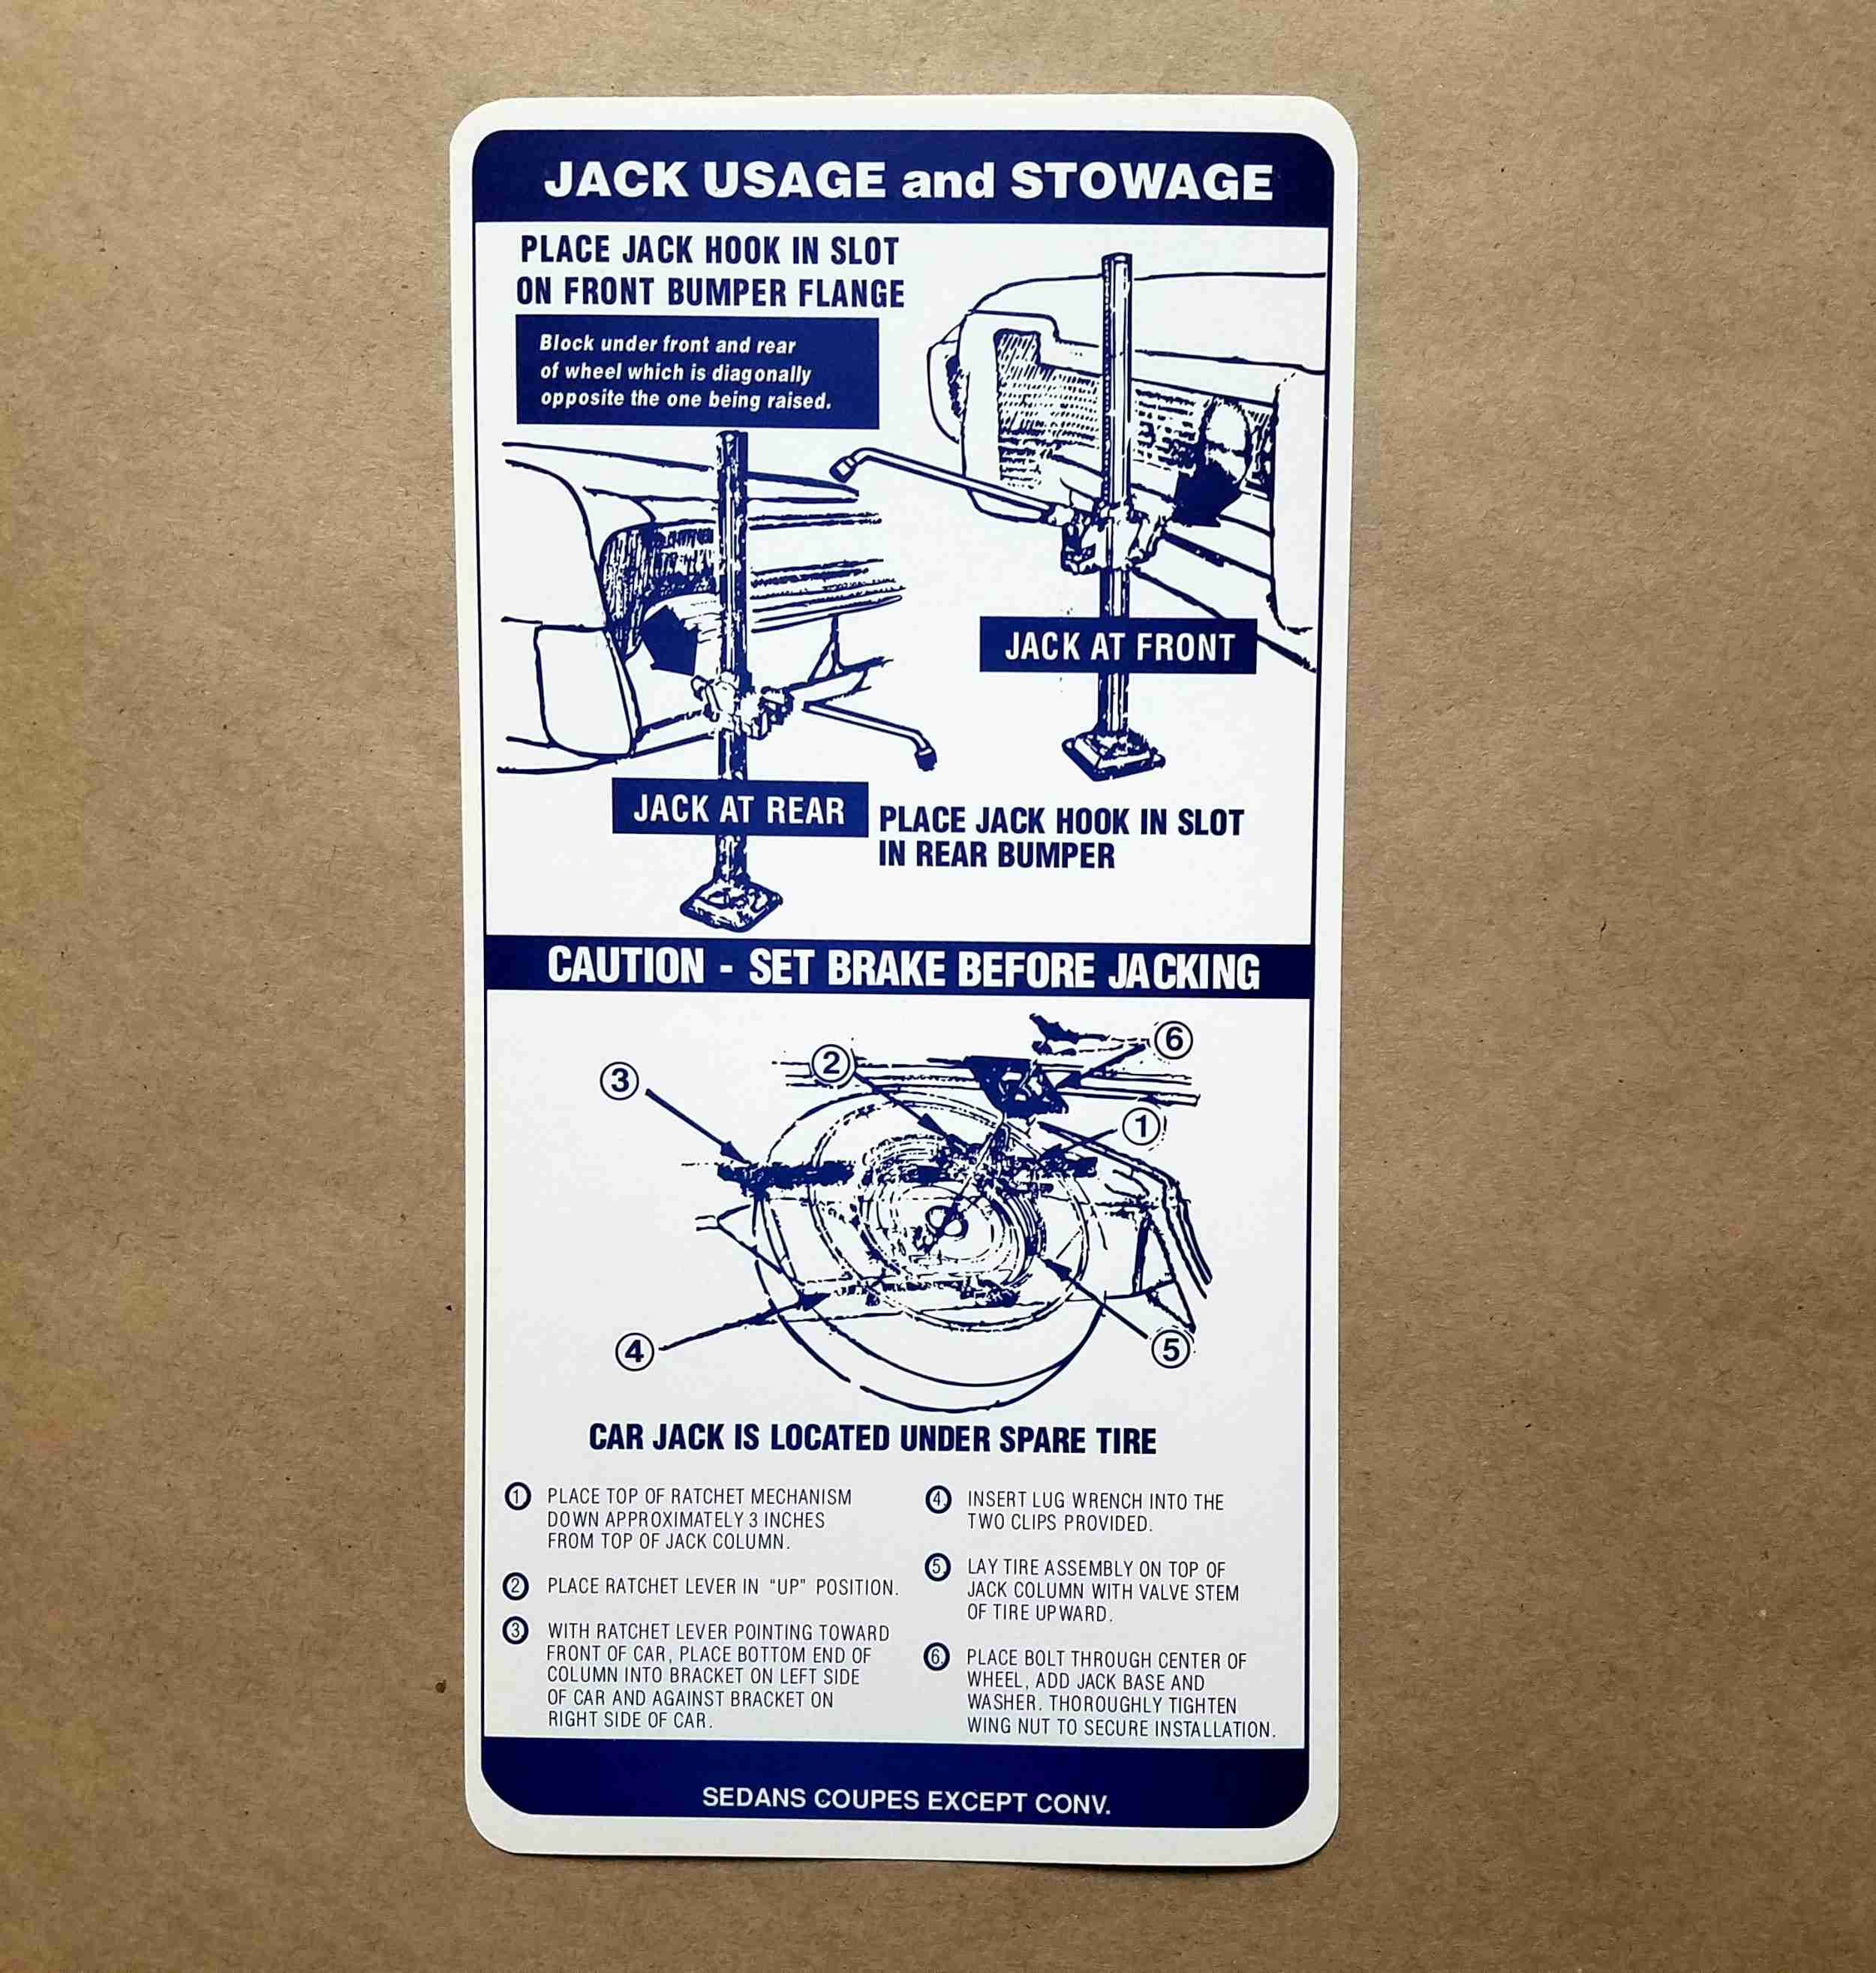 JACK USAGE and STOWAGE
PLACE JACK HOOK IN SLOT
ON FRONT BUMPER FLANGE
Block under front and rear
of wheel which is diagonally
opposite the one being raised.
JACK AT FRONT
JACK AT REAR
PLACE JACK HOOK IN SLOT
IN REAR BUMPER
CAUTION - SET BRAKE BEFORE JACKING
6
2
3
1
4
5
CAR JACK IS LOCATED UNDER SPARE TIRE
1 PLACE TOP OF RATCHET MECHANISM
DOWN APPROXIMATELY 3 INCHES
FROM TOP OF JACK COLUMN.
2 PLACE RATCHET LEVER IN "UP" POSITION.
3. WITH RATCHET LEVER POINTING TOWARD
FRONT OF CAR, PLACE BOTTOM END OF
COLUMN INTO BRACKET ON LEFT SIDE
OF CAR AND AGAINST BRACKET ON
RIGHT SIDE OF CAR.
4. INSERT LUG WRENCH INTO THE
TWO CLIPS PROVIDED.
5. LAY TIRE ASSEMBLY ON TOP OF
JACK COLUMN WITH VALVE STEM
OF TIRE UPWARD.
6. PLACE BOLT THROUGH CENTER OF
WHEEL, ADD JACK BASE AND
WASHER. THOROUGHLY TIGHTEN
WING NUT TO SECURE INSTALLATION.
SEDANS COUPES EXCEPT CONV.